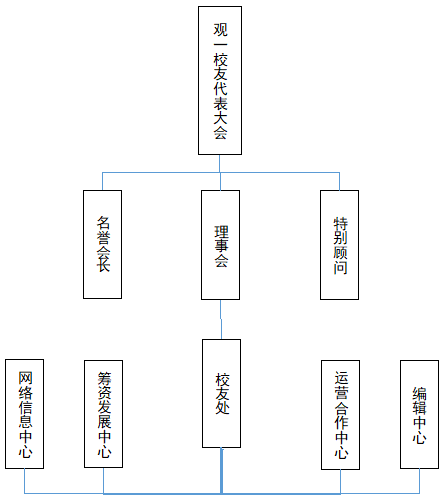 观一校友代表大会
名誉会长
理事会
特别顾问
网络信息中心
筹资发展中心
校友处
运营合作中心
编辑中心